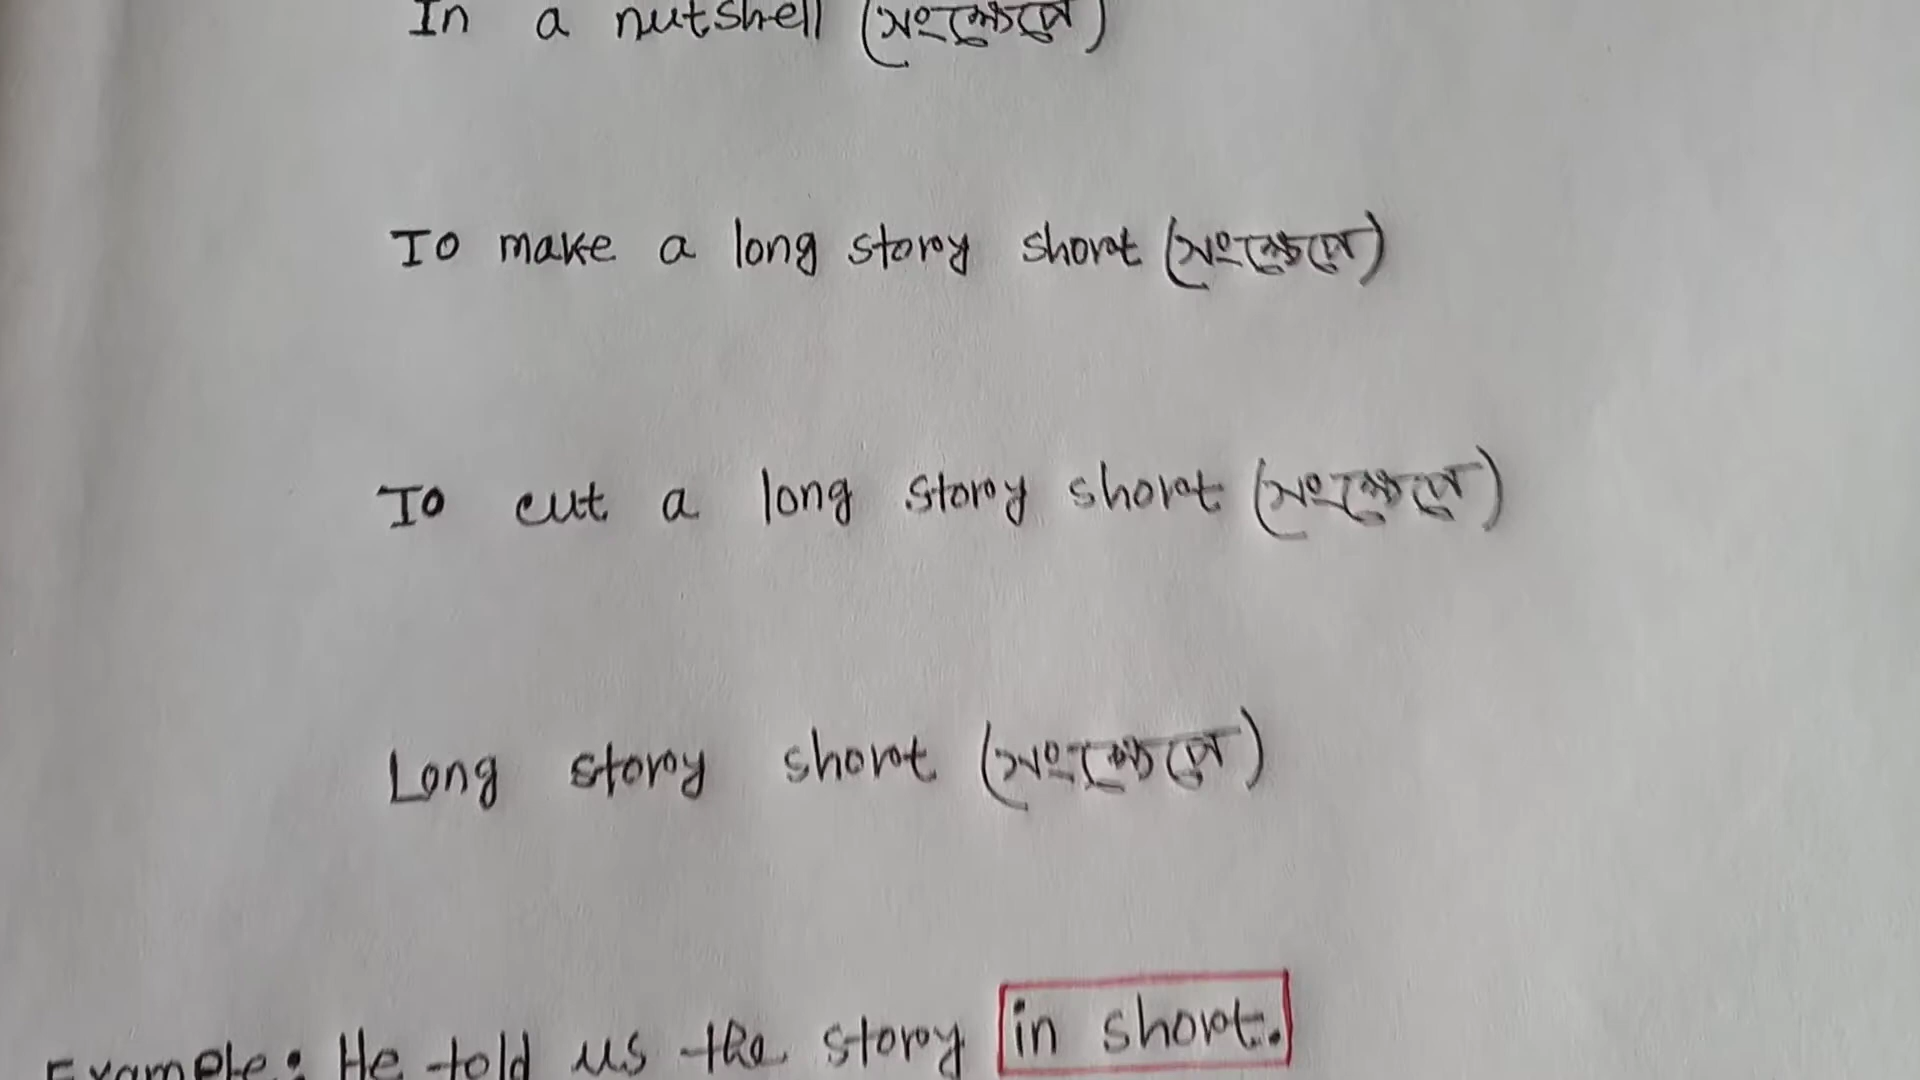 In a nutshell (সংক্ষেপে)
To make a long story short (সংক্ষেপে)
To cut a long story short (সংক্ষেপে)
Long story short (সংক্ষেপে)
Example: He told us the story in short.